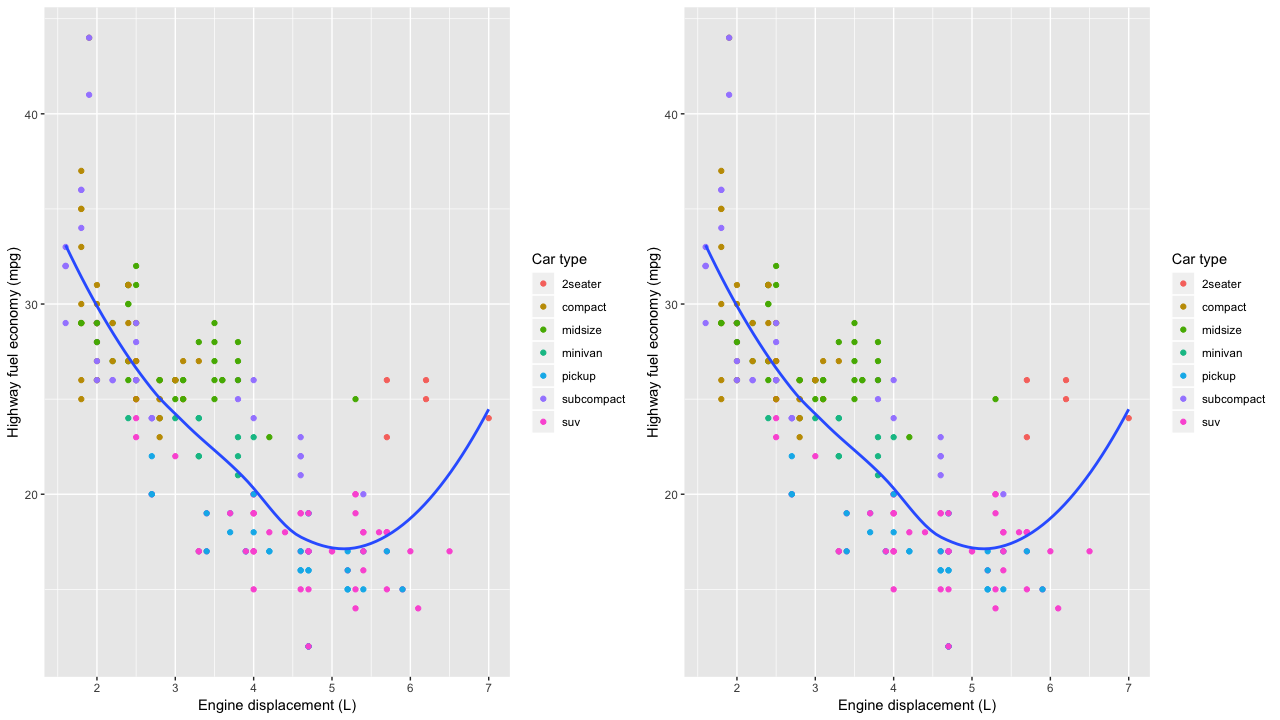 40
30
20
2 3 4 5 6 7
Engine displacement (L)
Highway fuel economy (mpg)
Car type
2seater
compact
midsize
minivan
pickup
subcompact
suv
40
30
20
2 3 4 5 6 7
Engine displacement (L)
Highway fuel economy (mpg)
Car type
2seater
compact
midsize
minivan
pickup
subcompact
suv